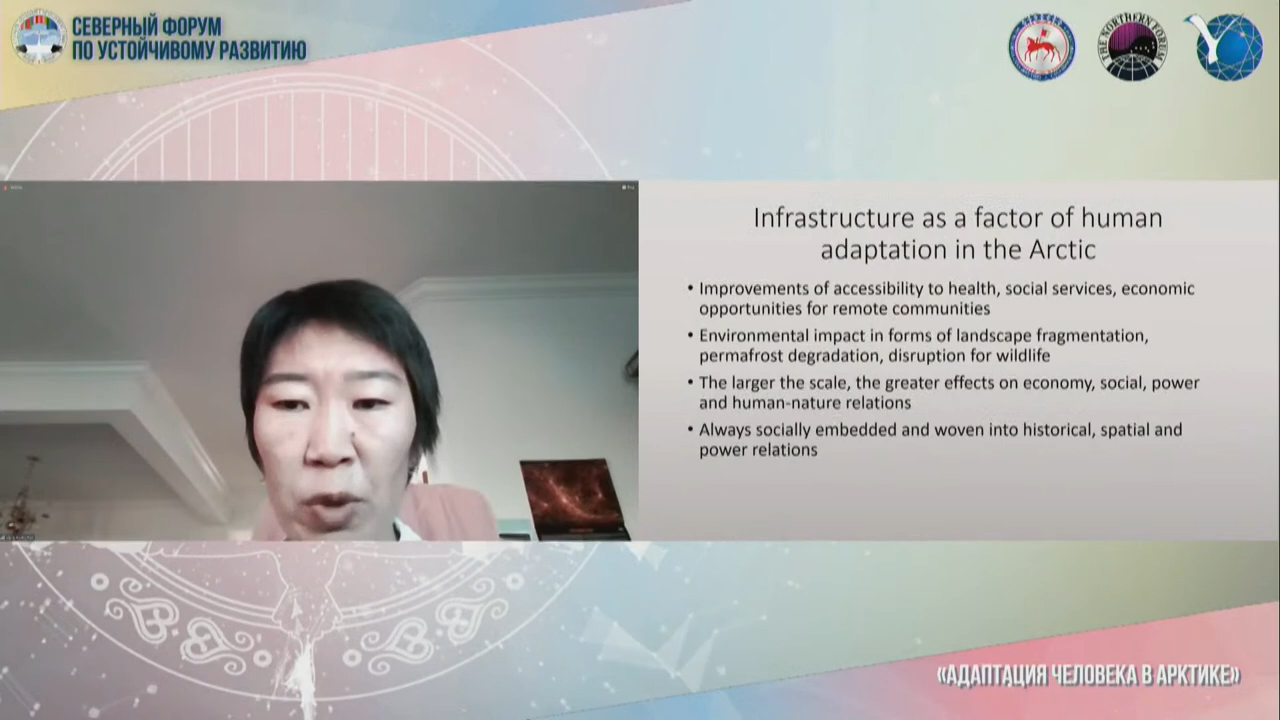 СЕВЕРНЫЙ ФОРУМ
ПО УСТОЙЧИВОМУ РАЗВИТИЮ
THE NORTHERN FORUM
Infrastructure as a factor of human
adaptation in the Arctic
• Improvements of accessibility to health, social services, economic
opportunities for remote communities
• Environmental impact in forms of landscape fragmentation,
permafrost degradation, disruption for wildlife
• The larger the scale, the greater effects on economy, social, power
and human-nature relations
• Always socially embedded and woven into historical, spatial and
power relations
«АДАПТАЦИЯ ЧЕЛОВЕКА В АРКТИКЕ»